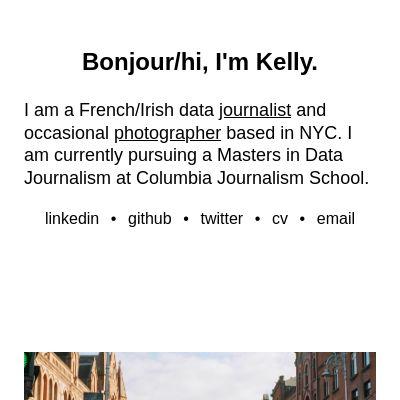 Bonjour/hi, I'm Kelly.
I am a French/Irish data journalist and
occasional photographer based in NYC. I
am currently pursuing a Masters in Data
Journalism at Columbia Journalism School.
linkedin • github • twitter • cv • email